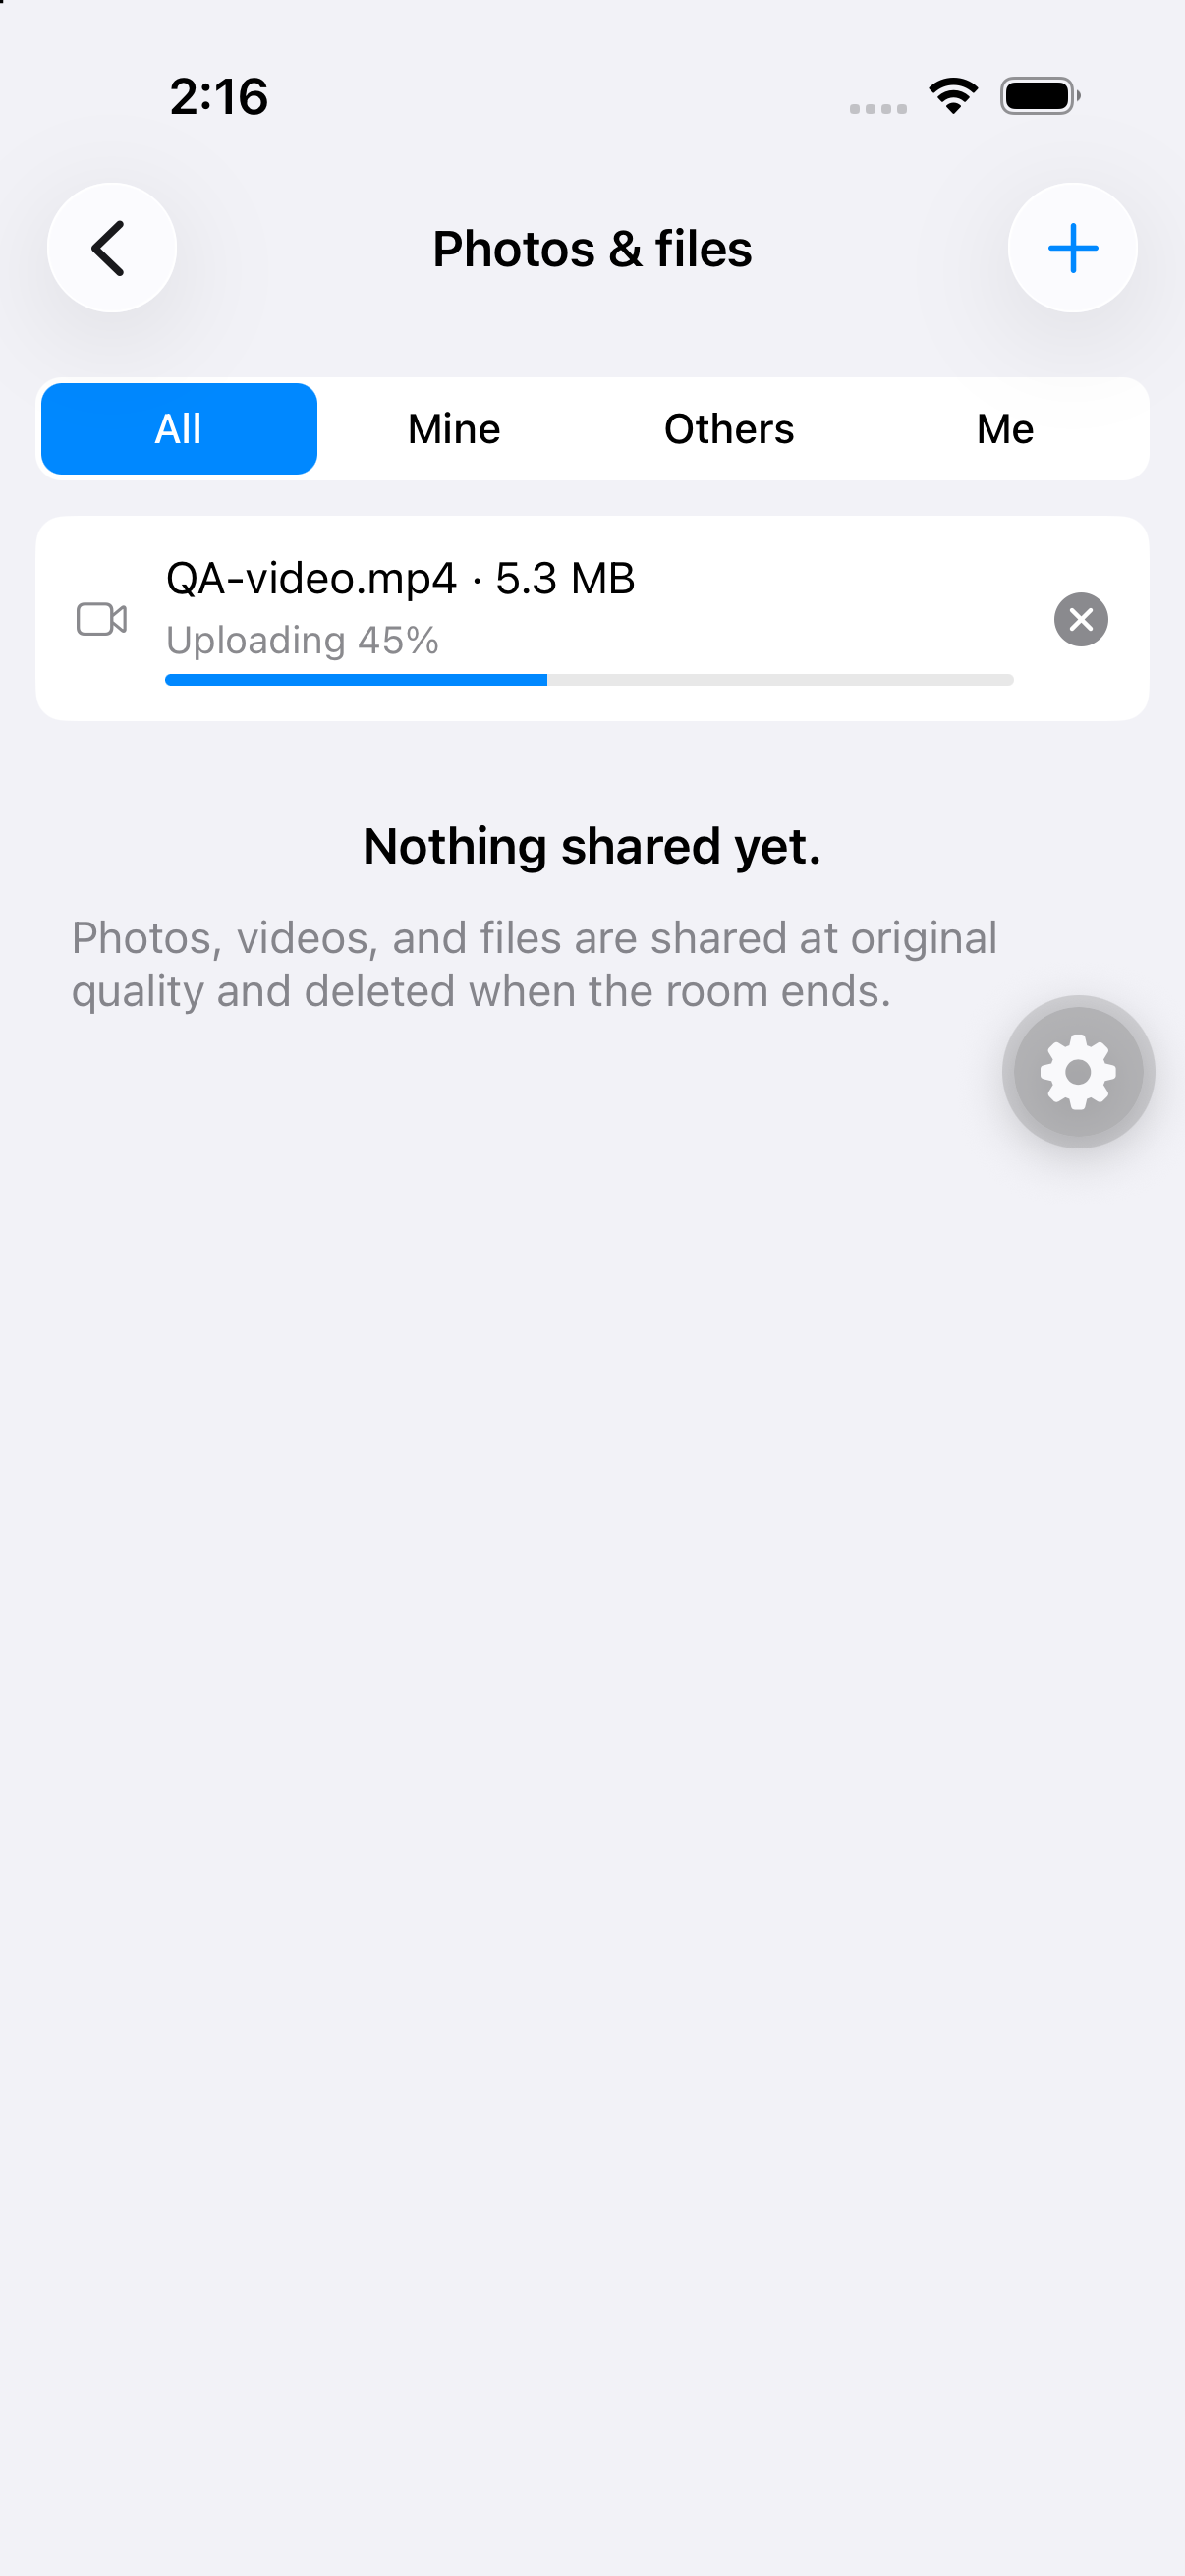 2:16
Photos & files
All
Mine
Others
Me
QA-video.mp4 · 5.3 MB
Uploading 45%
Nothing shared yet.
Photos, videos, and files are shared at original
quality and deleted when the room ends.